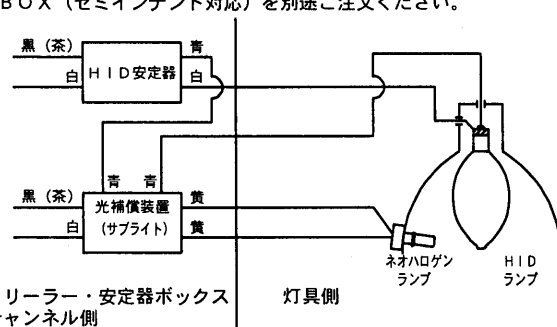 BOX（セミインテンド対応）を別途ご注文ください。
黒（茶）
青
白
HID安定器
白
青 青
黒（茶）
黄
白
光補償装置
（サブライト）
黄
ネオハロゲン
ランプ
HID
ランプ
リーラー・安定器ボックス
チャンネル側
灯具側